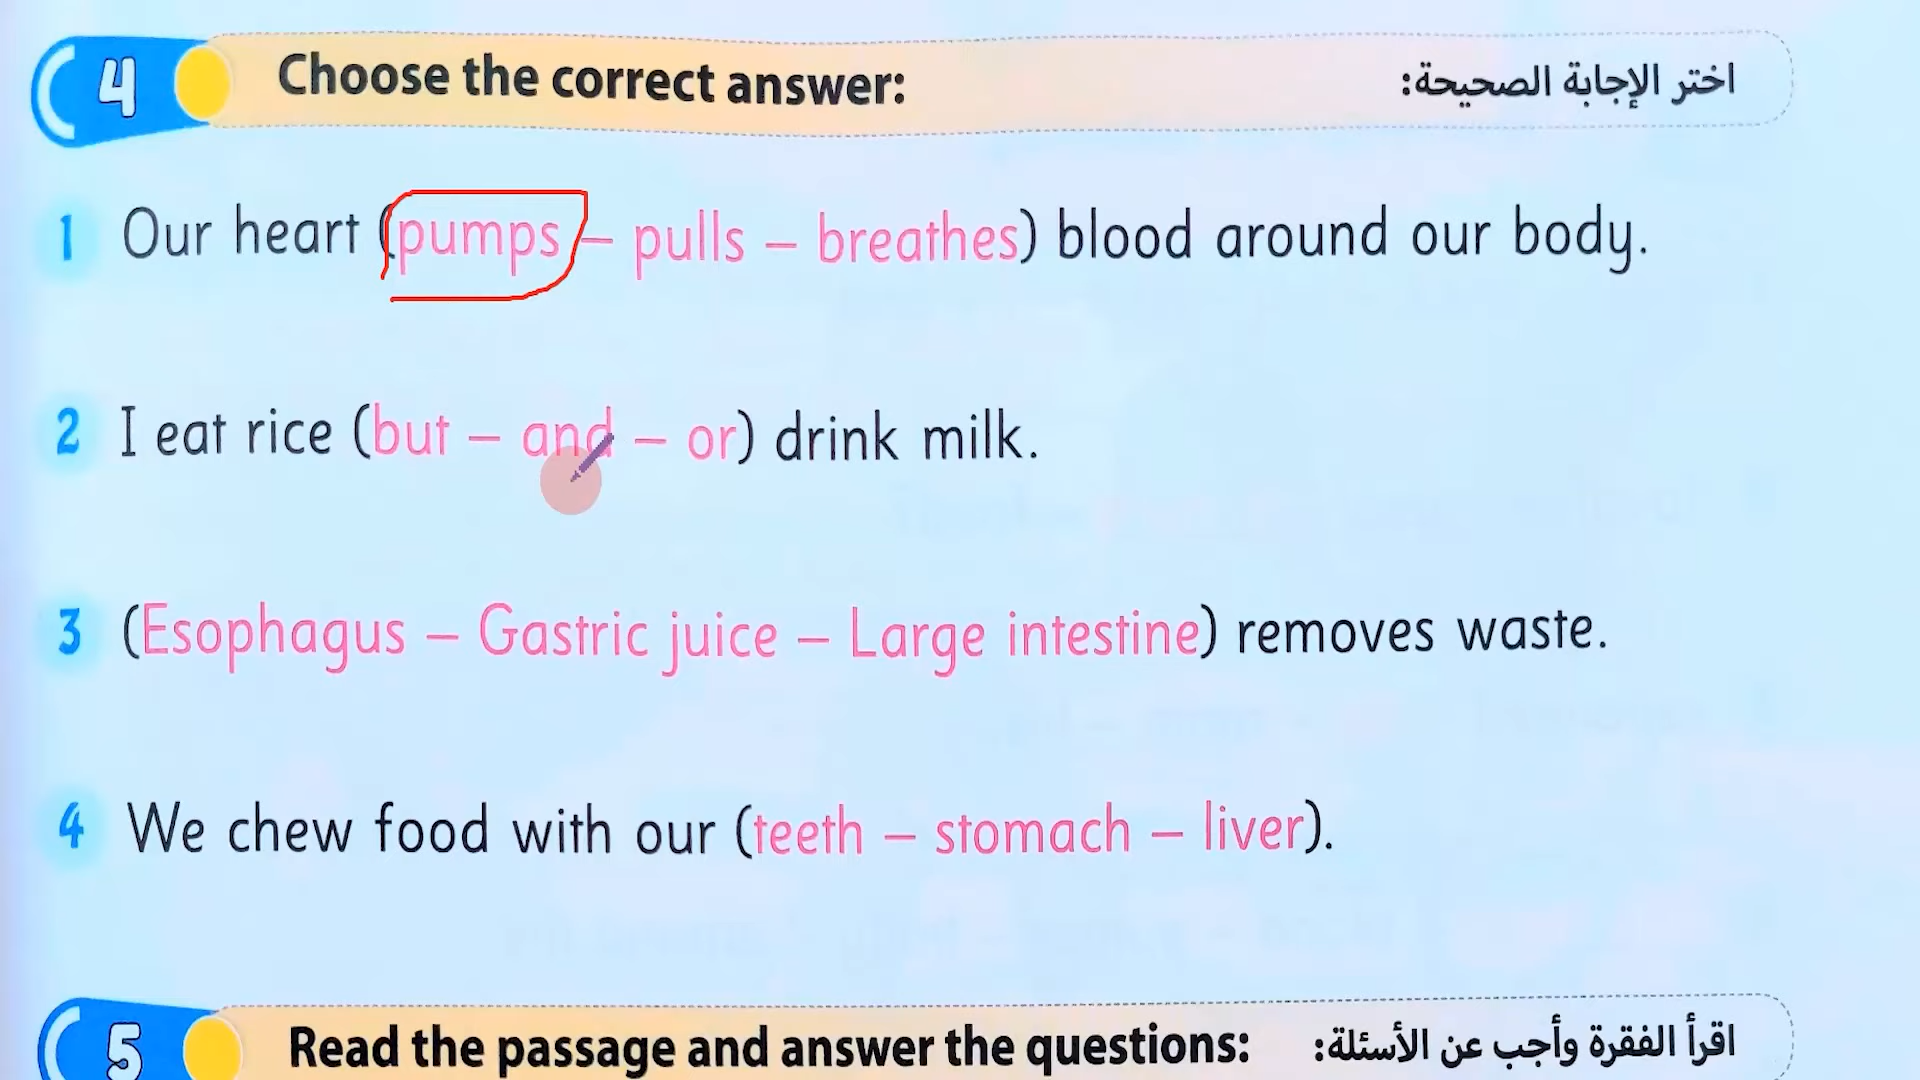 4 Choose the correct answer: اختر الإجابة الصحيحة:
1 Our heart (pumps – pulls – breathes) blood around our body.
2 I eat rice (but – and – or) drink milk.
3 (Esophagus – Gastric juice – Large intestine) removes waste.
4 We chew food with our (teeth – stomach – liver).
5 Read the passage and answer the questions: اقرأ الفقرة وأجب عن الأسئلة: